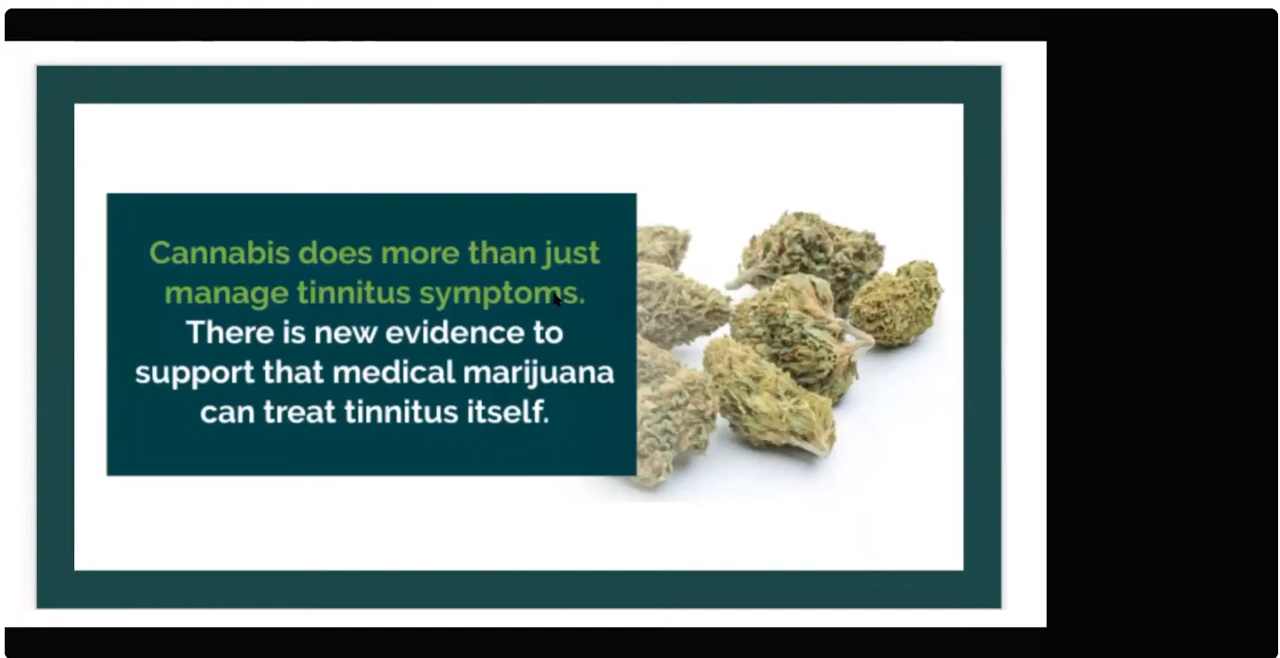 Cannabis does more than just
manage tinnitus symptoms.
There is new evidence to
support that medical marijuana
can treat tinnitus itself.